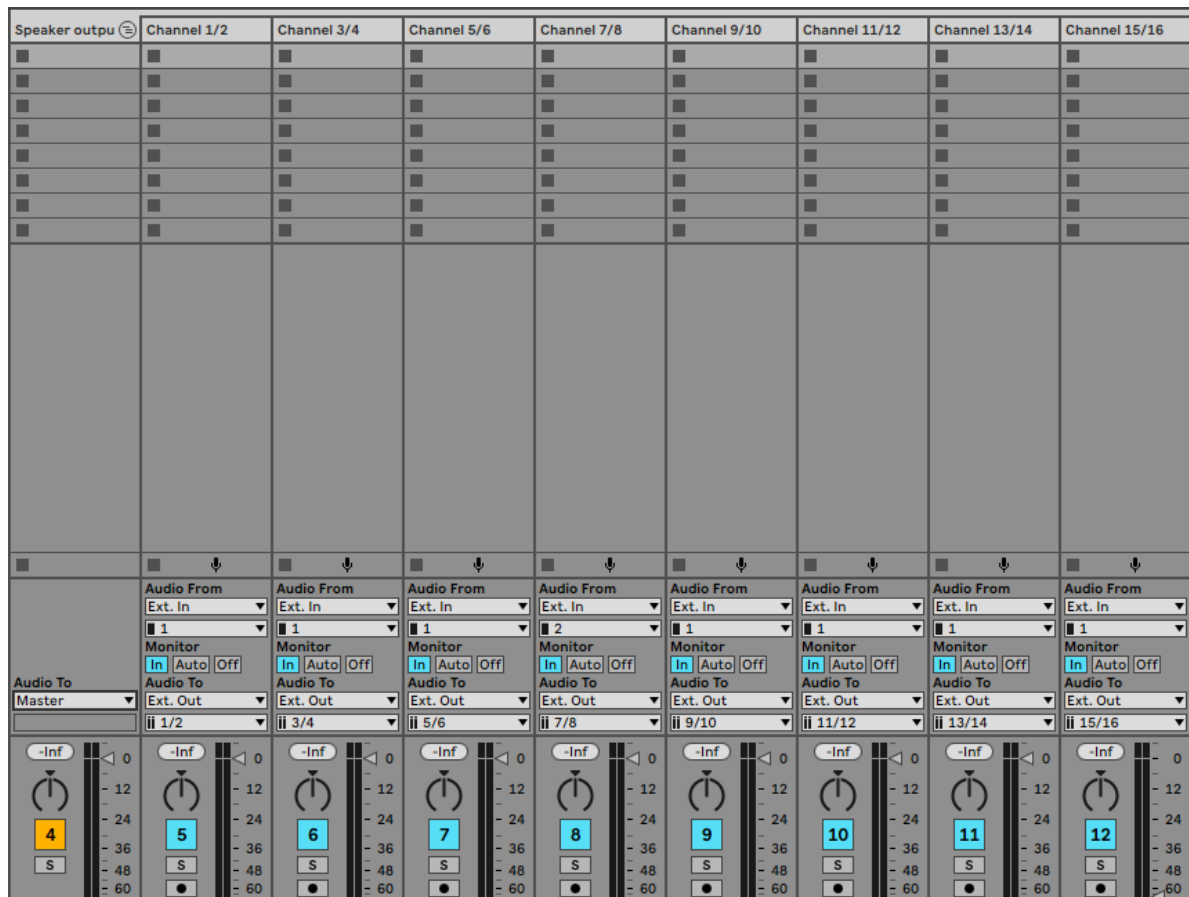 Speaker outpu Channel 1/2 Channel 3/4 Channel 5/6 Channel 7/8 Channel 9/10 Channel 11/12 Channel 13/14 Channel 15/16
Audio From Audio From Audio From Audio From Audio From Audio From Audio From Audio From
Ext. In Ext. In Ext. In Ext. In Ext. In Ext. In Ext. In Ext. In
1 1 1 2 1 1 1 1
Monitor Monitor Monitor Monitor Monitor Monitor Monitor Monitor
In Auto Off In Auto Off In Auto Off In Auto Off In Auto Off In Auto Off In Auto Off In Auto Off
Audio To Audio To Audio To Audio To Audio To Audio To Audio To Audio To Audio To
Master Ext. Out Ext. Out Ext. Out Ext. Out Ext. Out Ext. Out Ext. Out Ext. Out
1/2 3/4 5/6 7/8 9/10 11/12 13/14 15/16
-Inf 0 -Inf 0 -Inf 0 -Inf 0 -Inf 0 -Inf 0 -Inf 0 -Inf 0 -Inf 0
12 12 12 12 12 12 12 12 12
24 24 24 24 24 24 24 24 24
4 5 6 7 8 9 10 11 12
36 36 36 36 36 36 36 36 36
S S S S S S S S S
48 48 48 48 48 48 48 48 48
60 60 60 60 60 60 60 60 60